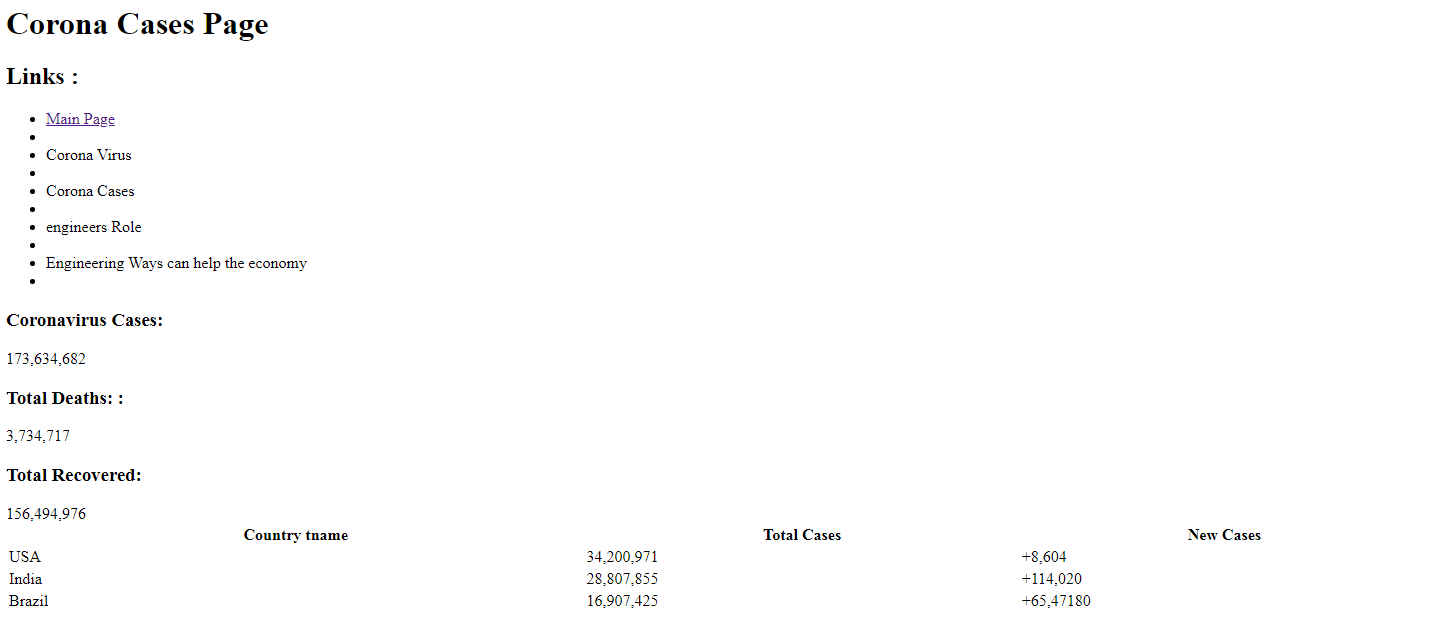 Corona Cases Page
Links :
Main Page
Corona Virus
Corona Cases
engineers Role
Engineering Ways can help the economy
Coronavirus Cases:
173,634,682
Total Deaths: :
3,734,717
Total Recovered:
156,494,976
Country tname Total Cases New Cases
USA 34,200,971 +8,604
India 28,807,855 +114,020
Brazil 16,907,425 +65,47180